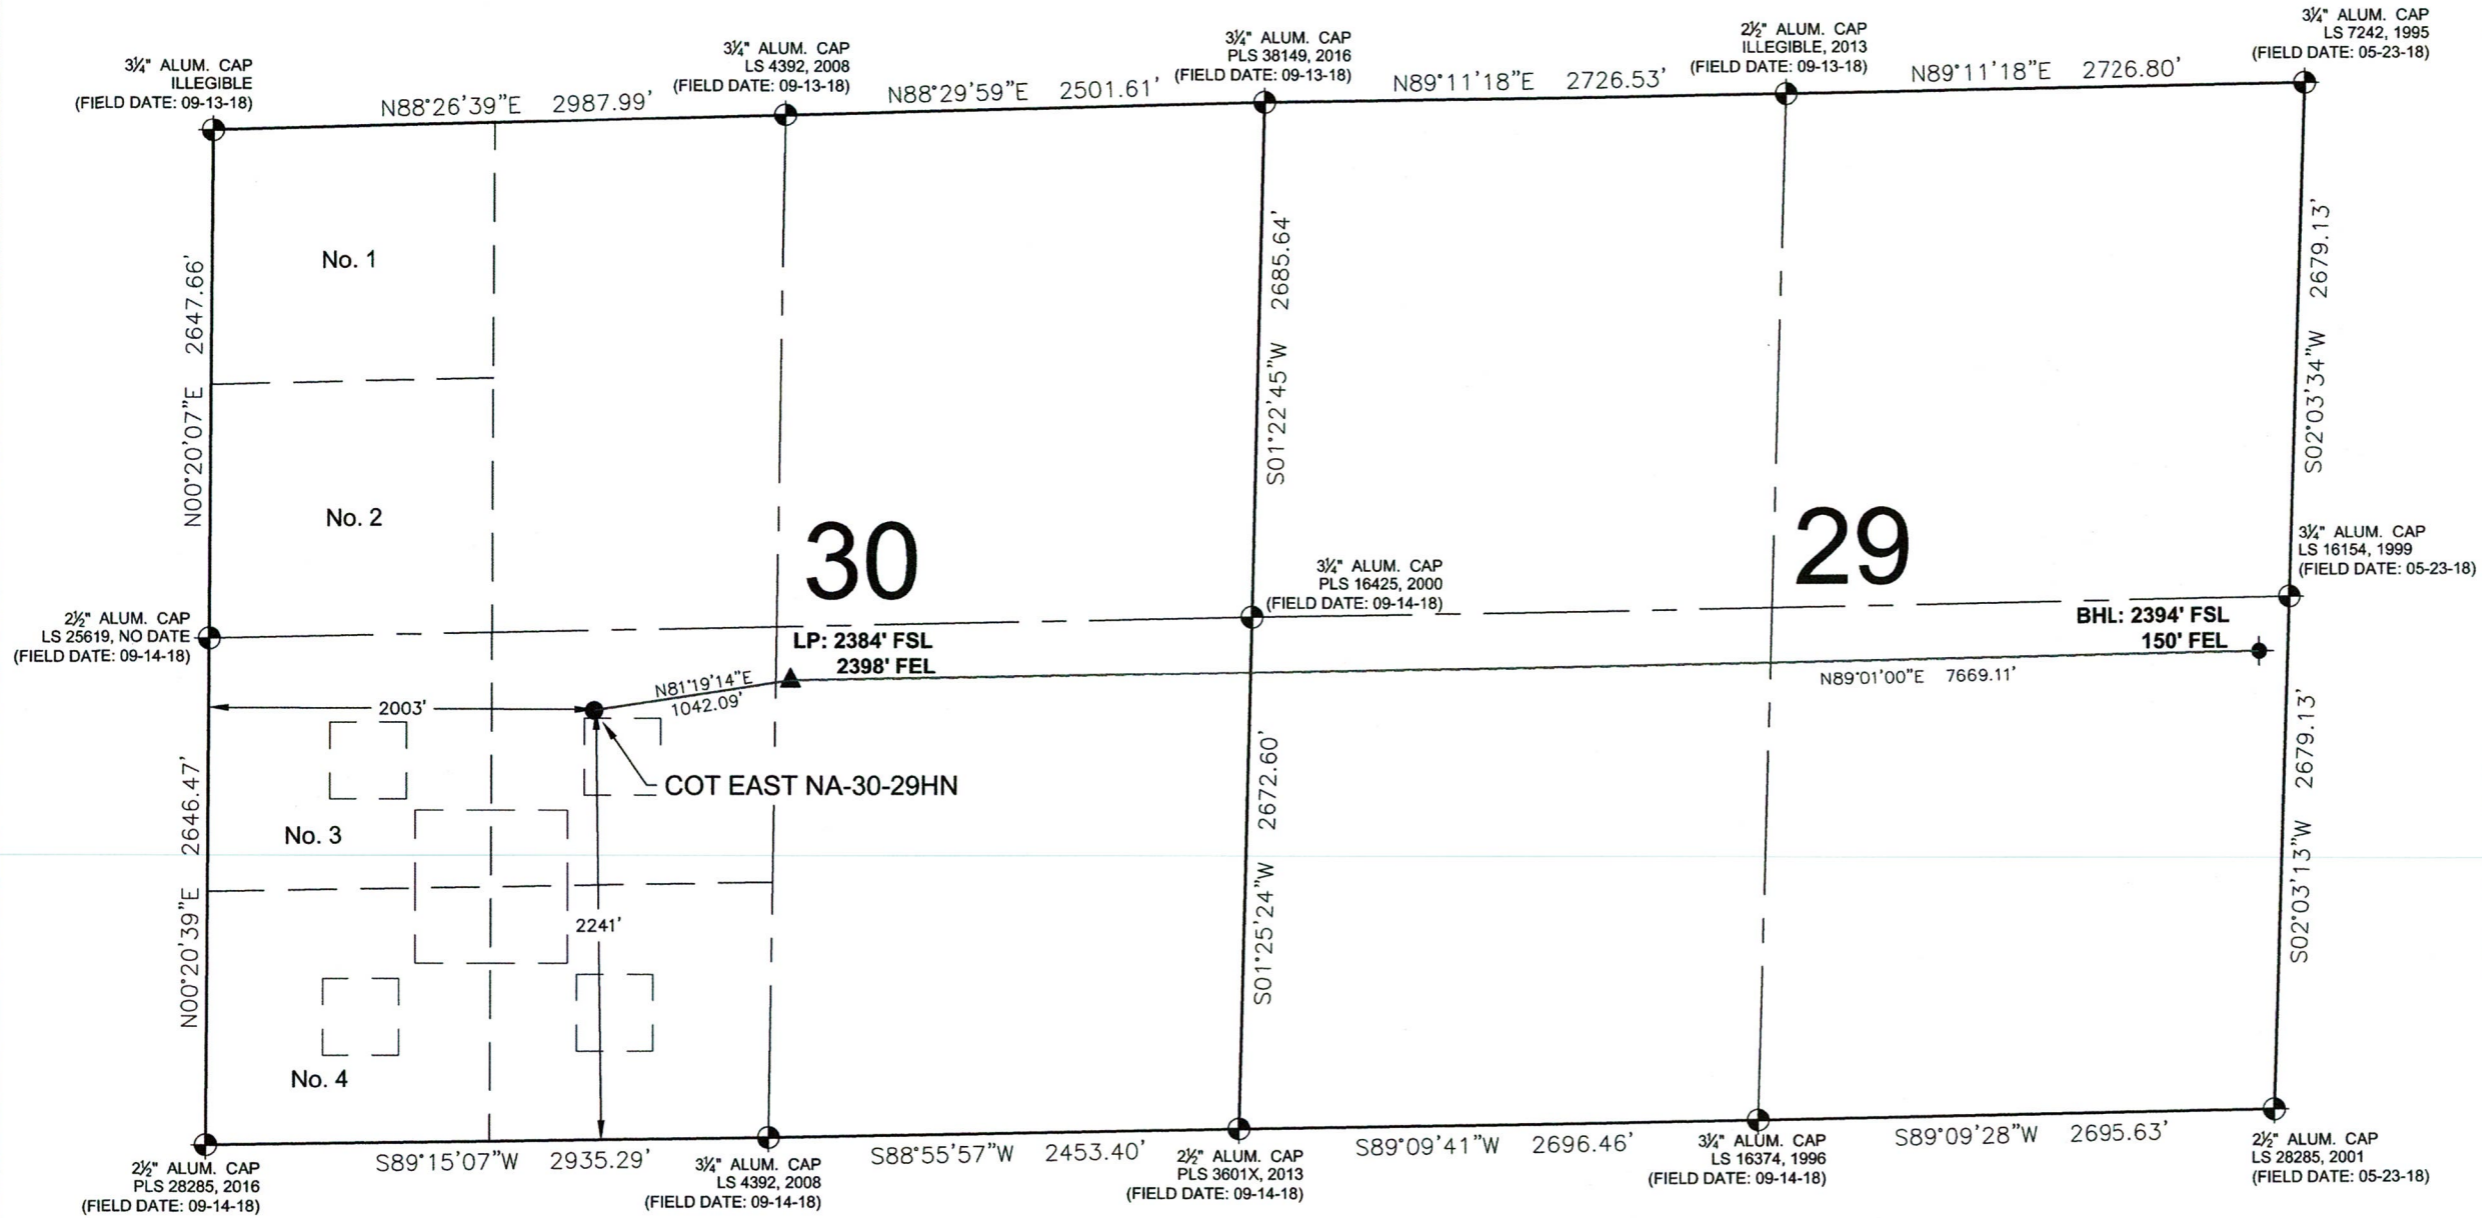 3¼" ALUM. CAP
ILLEGIBLE
(FIELD DATE: 09-13-18)
N88°26'39"E 2987.99'
3¼" ALUM. CAP
LS 4392, 2008
(FIELD DATE: 09-13-18)
N88°29'59"E 2501.61'
3¼" ALUM. CAP
PLS 38149, 2016
(FIELD DATE: 09-13-18)
N89°11'18"E 2726.53'
2½" ALUM. CAP
ILLEGIBLE, 2013
(FIELD DATE: 09-13-18)
N89°11'18"E 2726.80'
3¼" ALUM. CAP
LS 7242, 1995
(FIELD DATE: 05-23-18)
N00°20'07"E 2647.66'
No. 1
No. 2
S01°22'45"W 2685.64'
S02°03'34"W 2679.13'
30
29
3¼" ALUM. CAP
PLS 16425, 2000
(FIELD DATE: 09-14-18)
3¼" ALUM. CAP
LS 16154, 1999
(FIELD DATE: 05-23-18)
2½" ALUM. CAP
LS 25619, NO DATE
(FIELD DATE: 09-14-18)
LP: 2384' FSL
2398' FEL
BHL: 2394' FSL
150' FEL
N81°19'14"E
1042.09'
N89°01'00"E 7669.11'
2003'
COT EAST NA-30-29HN
N00°20'39"E 2646.47'
No. 3
2241'
No. 4
S01°25'24"W 2672.60'
S02°03'13"W 2679.13'
2½" ALUM. CAP
PLS 28285, 2016
(FIELD DATE: 09-14-18)
S89°15'07"W 2935.29'
3¼" ALUM. CAP
LS 4392, 2008
(FIELD DATE: 09-14-18)
S88°55'57"W 2453.40'
2½" ALUM. CAP
PLS 3601X, 2013
(FIELD DATE: 09-14-18)
S89°09'41"W 2696.46'
3¼" ALUM. CAP
LS 16374, 1996
(FIELD DATE: 09-14-18)
S89°09'28"W 2695.63'
2½" ALUM. CAP
LS 28285, 2001
(FIELD DATE: 05-23-18)